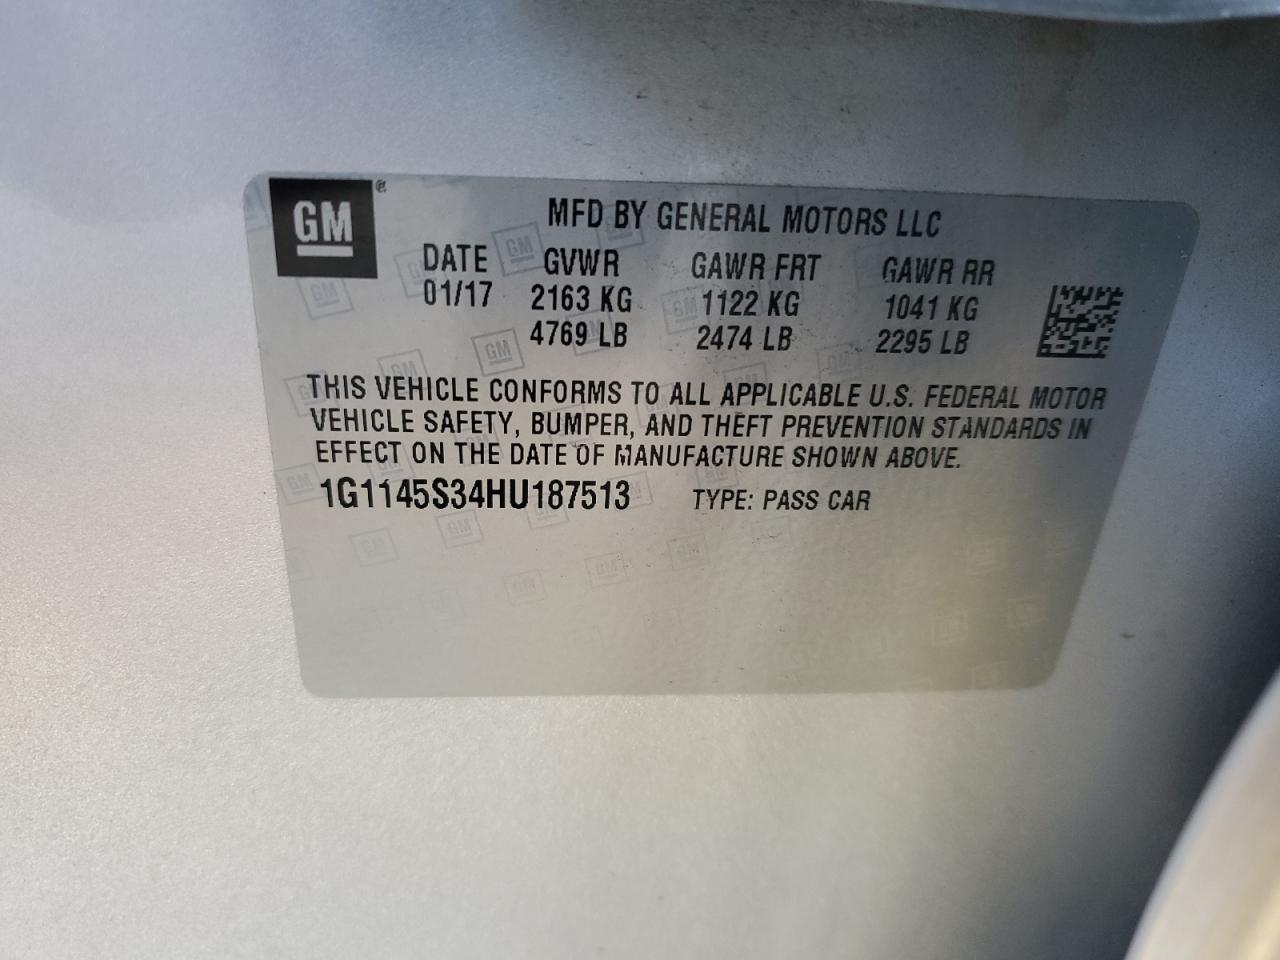 GM ®
MFD BY GENERAL MOTORS LLC
DATE GVWR GAWR FRT GAWR RR
01/17 2163 KG 1122 KG 1041 KG
4769 LB 2474 LB 2295 LB
THIS VEHICLE CONFORMS TO ALL APPLICABLE U.S. FEDERAL MOTOR
VEHICLE SAFETY, BUMPER, AND THEFT PREVENTION STANDARDS IN
EFFECT ON THE DATE OF MANUFACTURE SHOWN ABOVE.
1G1145S34HU187513 TYPE: PASS CAR